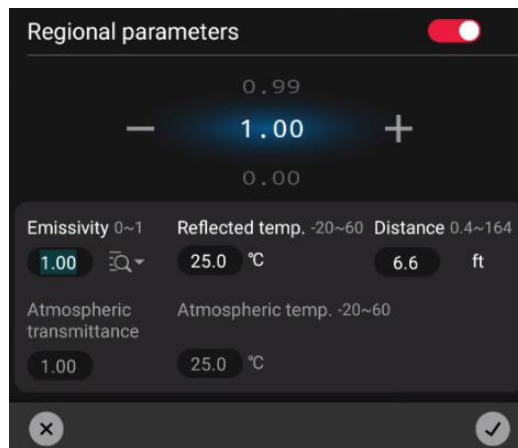 Regional parameters
0.99
— 1.00 +
0.00
Emissivity 0~1 Reflected temp. -20~60 Distance 0.4~164
1.00 25.0 °C 6.6 ft
Atmospheric transmittance Atmospheric temp. -20~60
1.00 25.0 °C